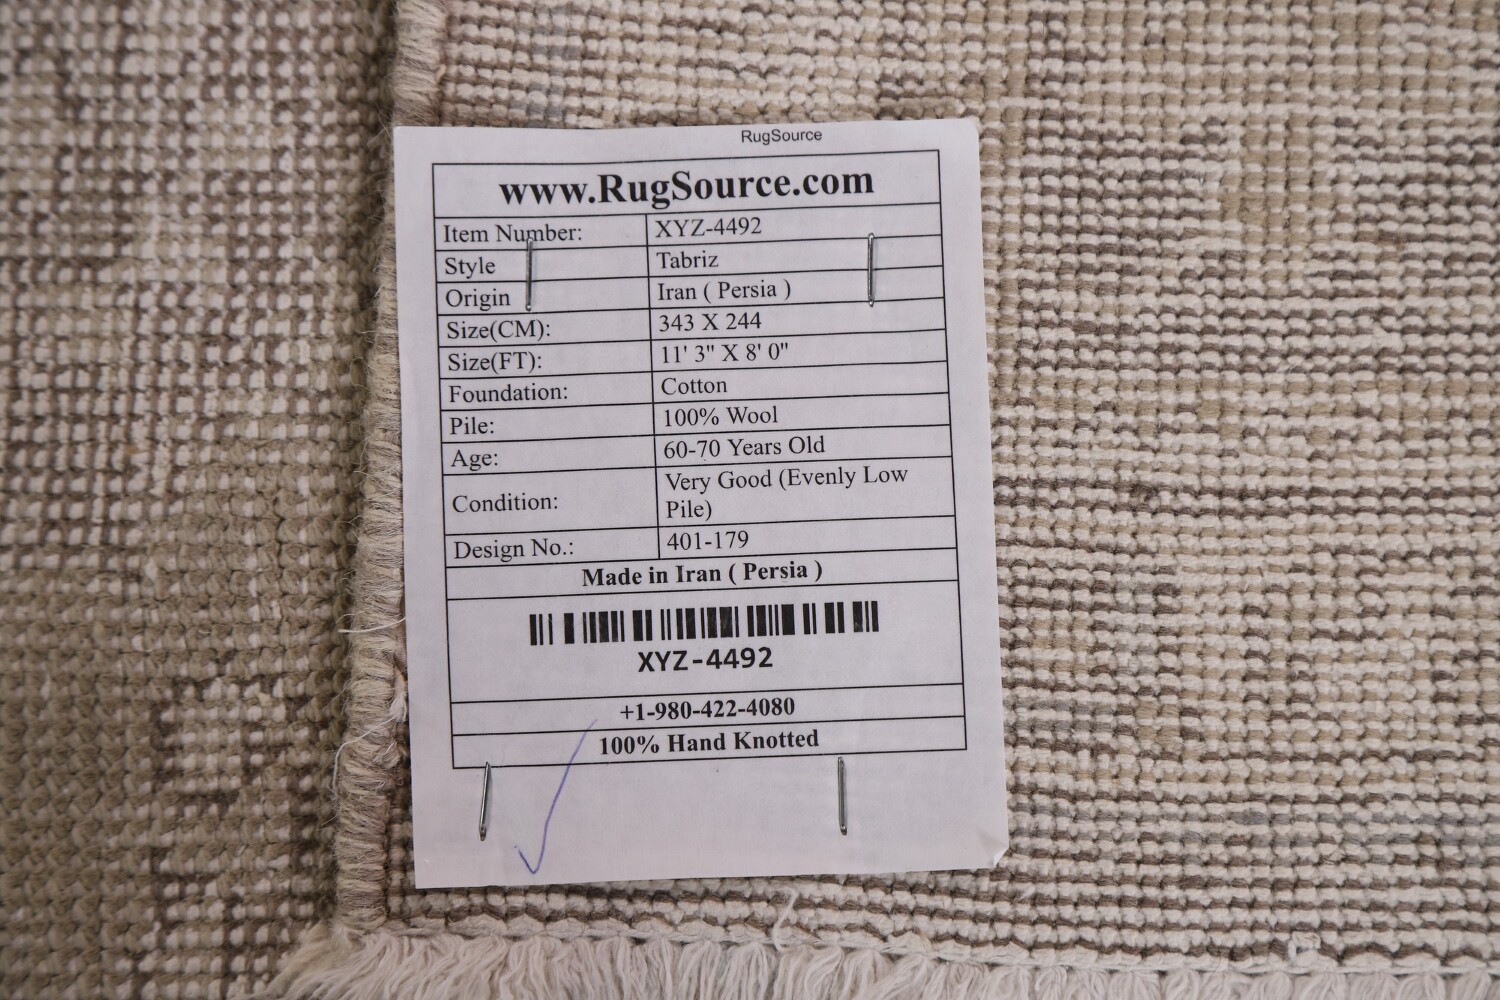 RugSource
www.RugSource.com
Item Number: XYZ-4492
Style Tabriz
Origin Iran ( Persia )
Size(CM): 343 X 244
Size(FT): 11' 3" X 8' 0"
Foundation: Cotton
Pile: 100% Wool
Age: 60-70 Years Old
Condition: Very Good (Evenly Low
Pile)
Design No.: 401-179
Made in Iran ( Persia )
XYZ-4492
+1-980-422-4080
100% Hand Knotted